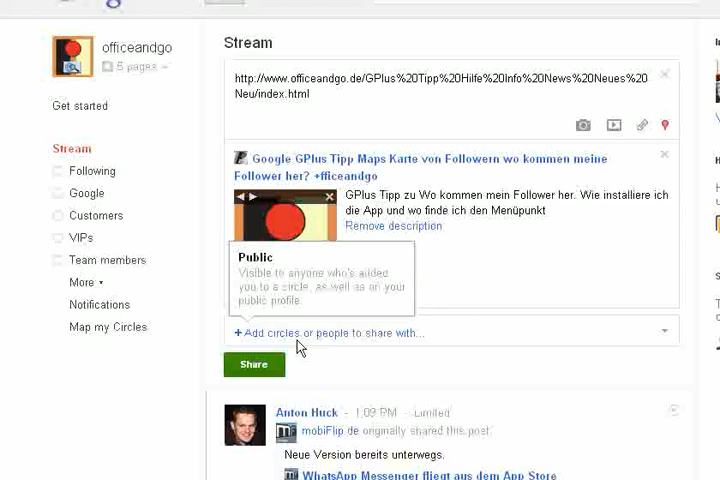 officeandgo
5 pages
Get started
Stream
Following
Google
Customers
VIPs
Team members
More
Notifications
Map my Circles
Stream
http://www.officeandgo.de/GPlus%20Tipp%20Hilfe%20Info%20News%20Neues%20
Neu/index.html
Google GPlus Tipp Maps Karte von Followern wo kommen meine
Follower her? +fficeandgo
GPlus Tipp zu Wo kommen mein Follower her. Wie installiere ich
die App und wo finde ich den Menüpunkt
Remove description
Public
Visible to anyone who's added
you to a circle, as well as on your
public profile.
+ Add circles or people to share with...
Share
Anton Huck - 1:09 PM - Limited
mobiFlip.de originally shared this post:
Neue Version bereits unterwegs.
WhatsApp Messenger fliegt aus dem App Store